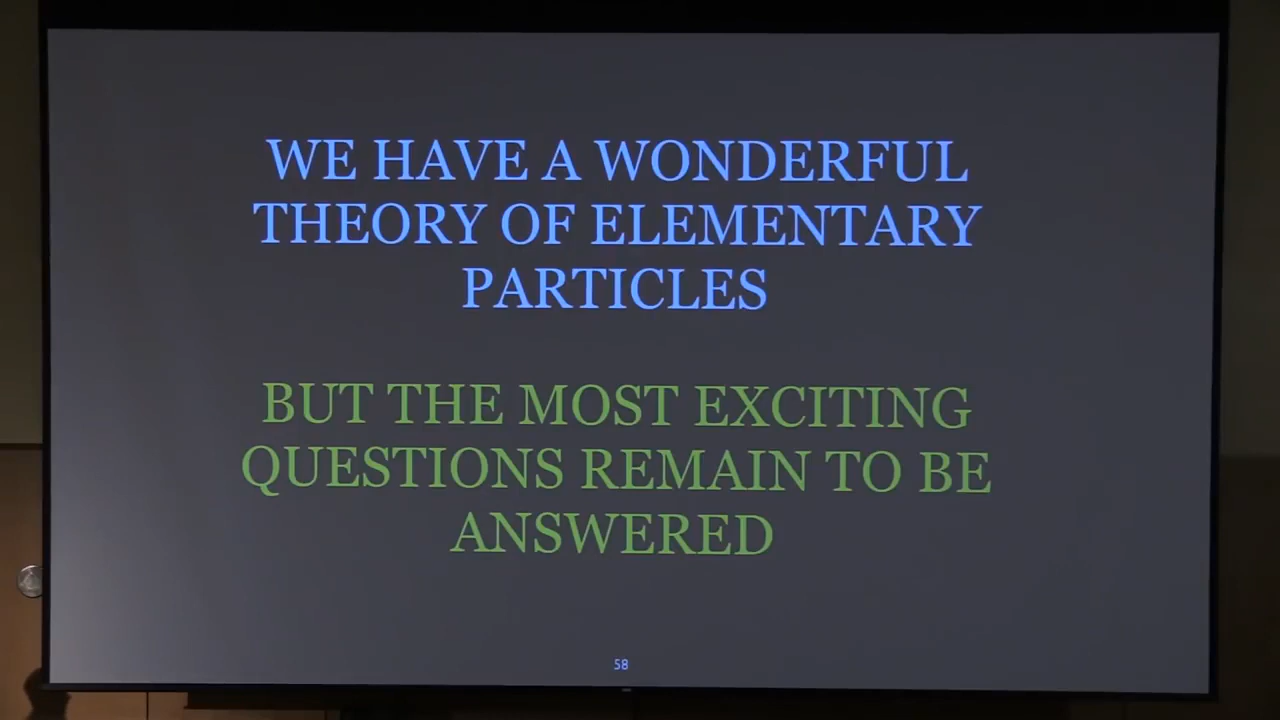 WE HAVE A WONDERFUL
THEORY OF ELEMENTARY
PARTICLES
BUT THE MOST EXCITING
QUESTIONS REMAIN TO BE
ANSWERED
58